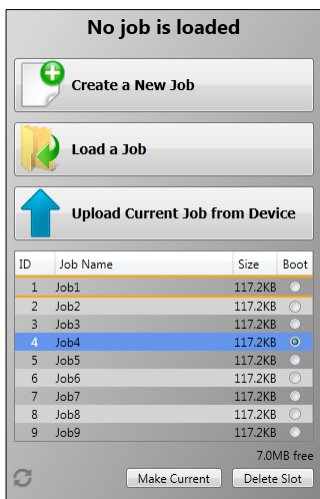 No job is loaded
Create a New Job
Load a Job
Upload Current Job from Device
ID Job Name Size Boot
1 Job1 117.2KB
2 Job2 117.2KB
3 Job3 117.2KB
4 Job4 117.2KB
5 Job5 117.2KB
6 Job6 117.2KB
7 Job7 117.2KB
8 Job8 117.2KB
9 Job9 117.2KB
7.0MB free
Make Current Delete Slot